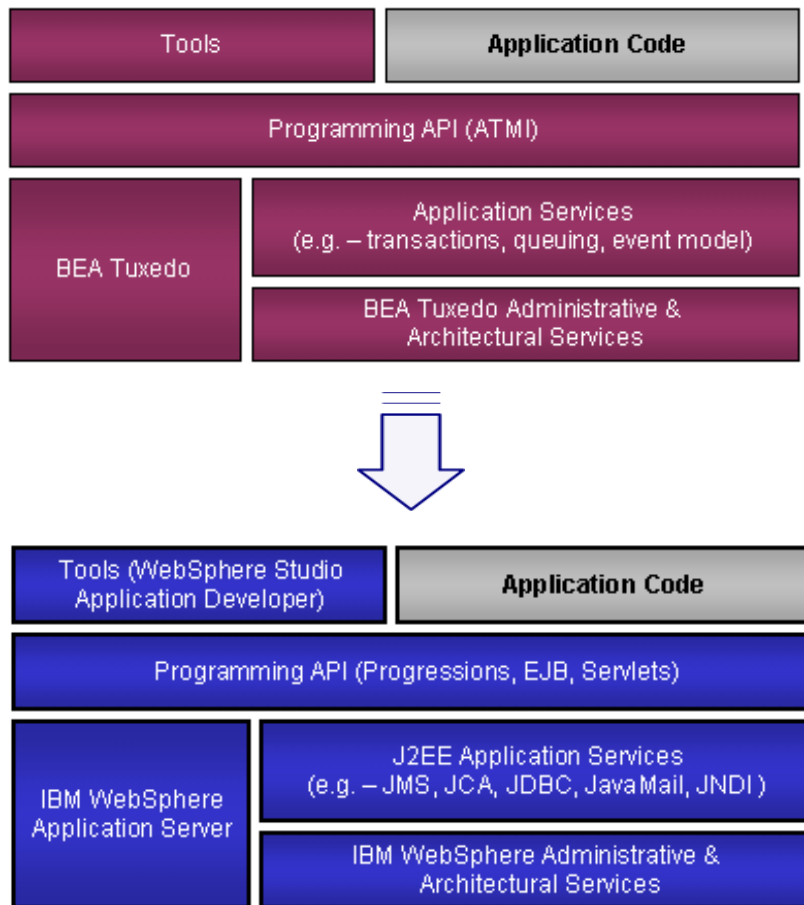 Tools
Application Code
Programming API (ATMI)
BEA Tuxedo
Application Services
(e.g. – transactions, queuing, event model)
BEA Tuxedo Administrative &
Architectural Services
Tools (WebSphere Studio
Application Developer)
Application Code
Programming API (Progressions, EJB, Servlets)
IBM WebSphere
Application Server
J2EE Application Services
(e.g. – JMS, JCA, JDBC, JavaMail, JNDI )
IBM WebSphere Administrative &
Architectural Services